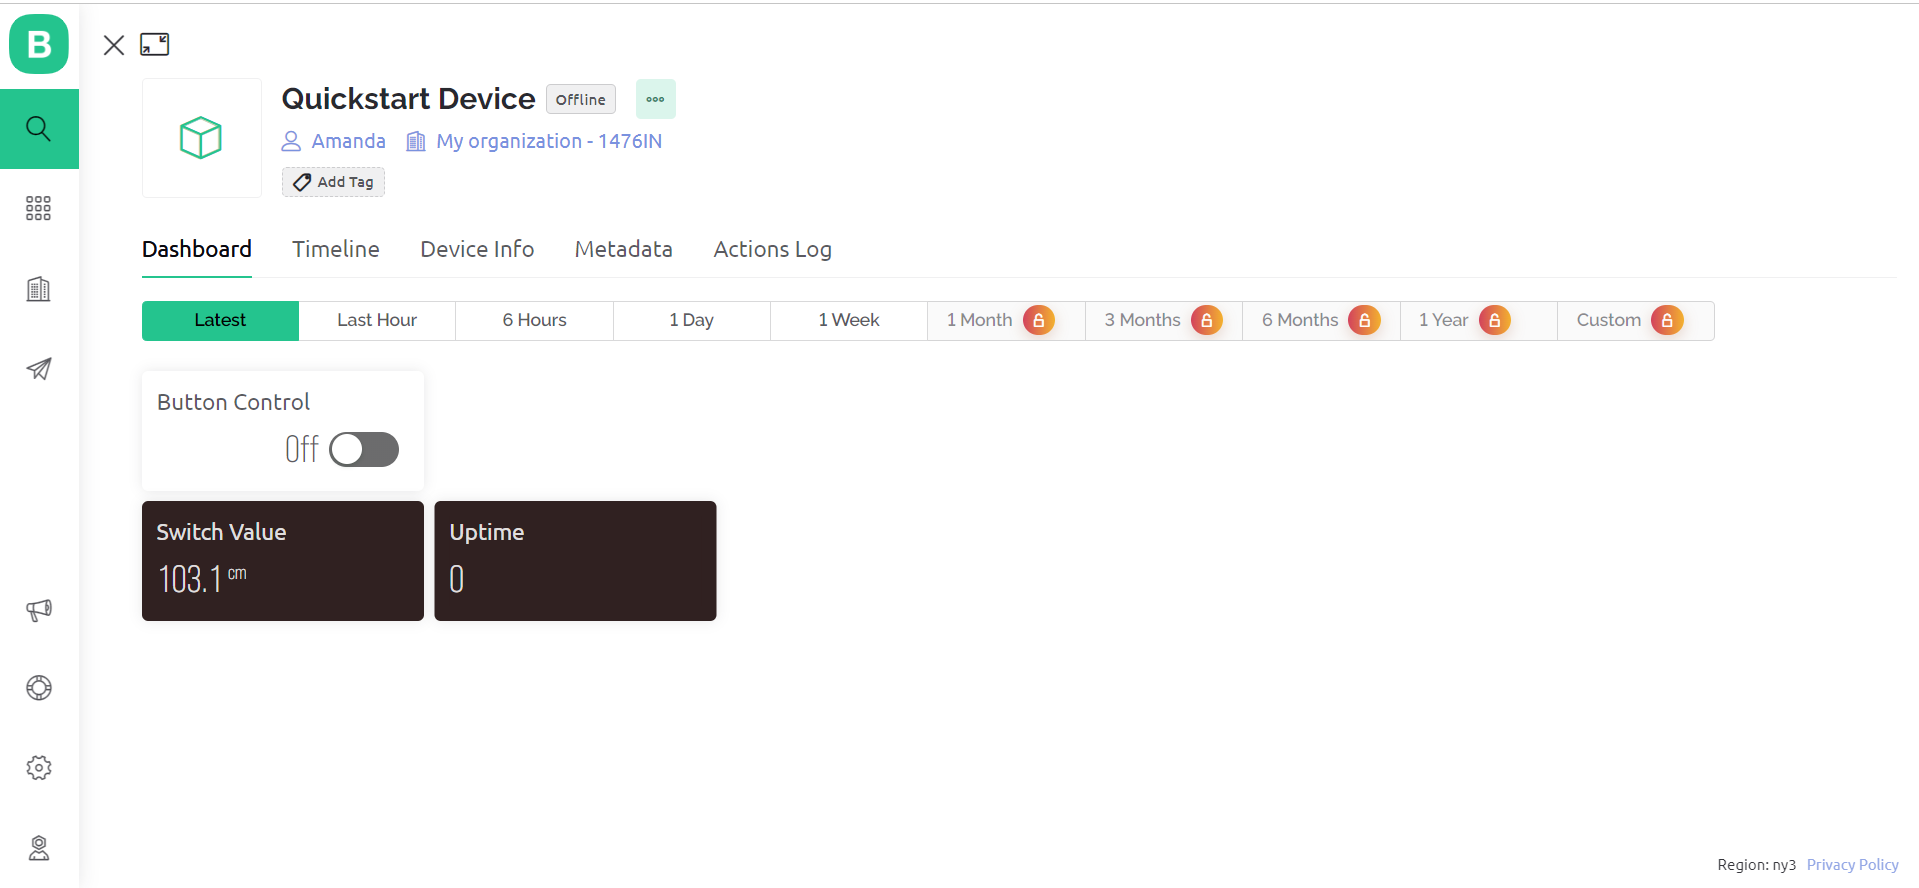 B
Quickstart Device Offline
Amanda My organization - 1476IN
Add Tag
Dashboard Timeline Device Info Metadata Actions Log
Latest Last Hour 6 Hours 1 Day 1 Week 1 Month 3 Months 6 Months 1 Year Custom
Button Control
Off
Switch Value
103.1 cm
Uptime
0
Region: ny3 Privacy Policy